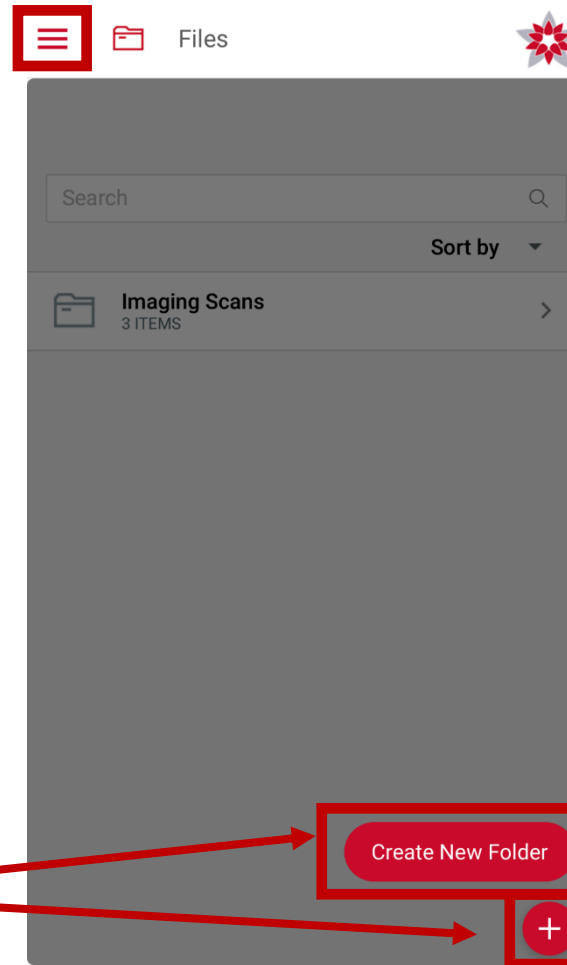 Files
Search
Sort by
Imaging Scans
3 ITEMS
Create New Folder
+